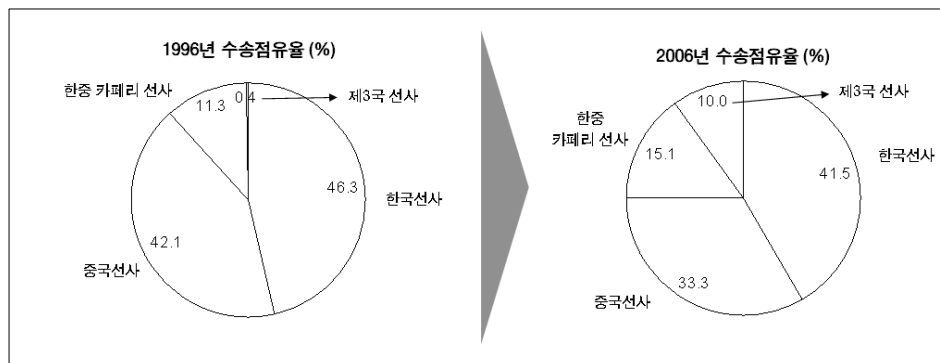 1996년 수송점유율 (%)
한중 카페리 선사
11.3
0.4
제3국 선사
46.3
한국선사
42.1
중국선사
2006년 수송점유율 (%)
10.0
제3국 선사
한중
카페리 선사
15.1
41.5
한국선사
33.3
중국선사